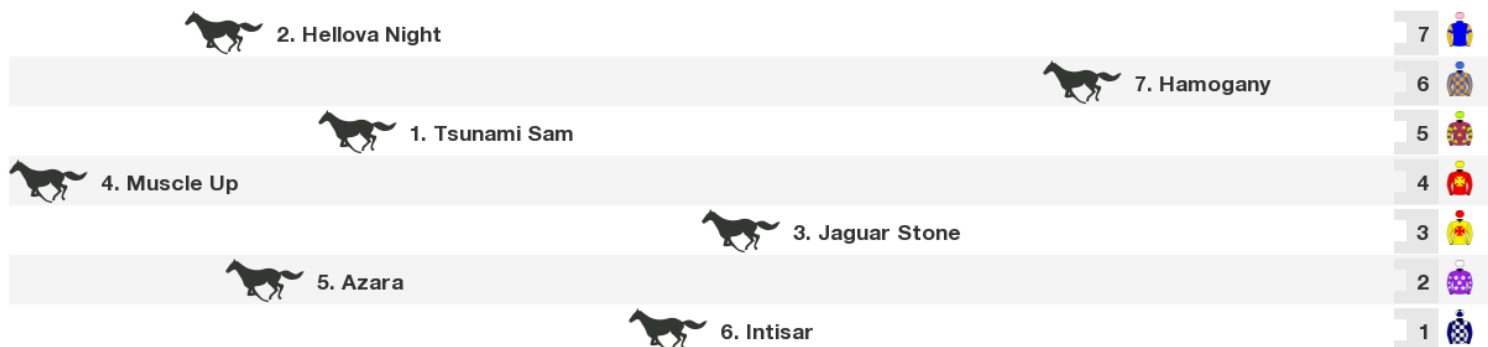 2. Hellova Night 7
7. Hamogany 6
1. Tsunami Sam 5
4. Muscle Up 4
3. Jaguar Stone 3
5. Azara 2
6. Intisar 1